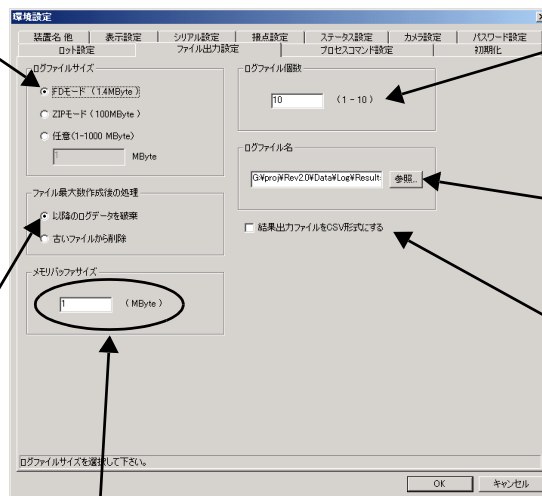 環境設定
装置名 他 表示設定 シリアル設定 接点設定 ステータス設定 カメラ設定 パスワード設定
ロット設定 ファイル出力設定 プロセスコマンド設定 初期化
ログファイルサイズ
FDモード (1.4MByte)
ZIPモード (100MByte)
任意(1-1000 MByte)
1 MByte
ログファイル個数
10 (1 - 10)
ログファイル名
G:¥proj¥Rev2.0¥Data¥Log¥Result 参照...
ファイル最大数作成後の処理
以降のログデータを破棄
古いファイルから削除
結果出力ファイルをCSV形式にする
メモリバッファサイズ
1 (MByte)
ログファイルサイズを選択して下さい。
OK キャンセル